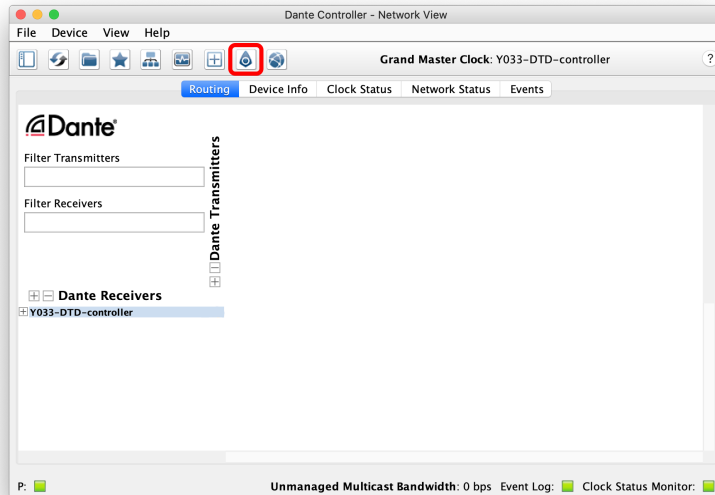 Dante Controller - Network View
File Device View Help
Grand Master Clock: Y033-DTD-controller
?
Routing Device Info Clock Status Network Status Events
Dante®
Filter Transmitters
Filter Receivers
Dante Transmitters
Dante Receivers
Y033-DTD-controller
P: Unmanaged Multicast Bandwidth: 0 bps Event Log: Clock Status Monitor: